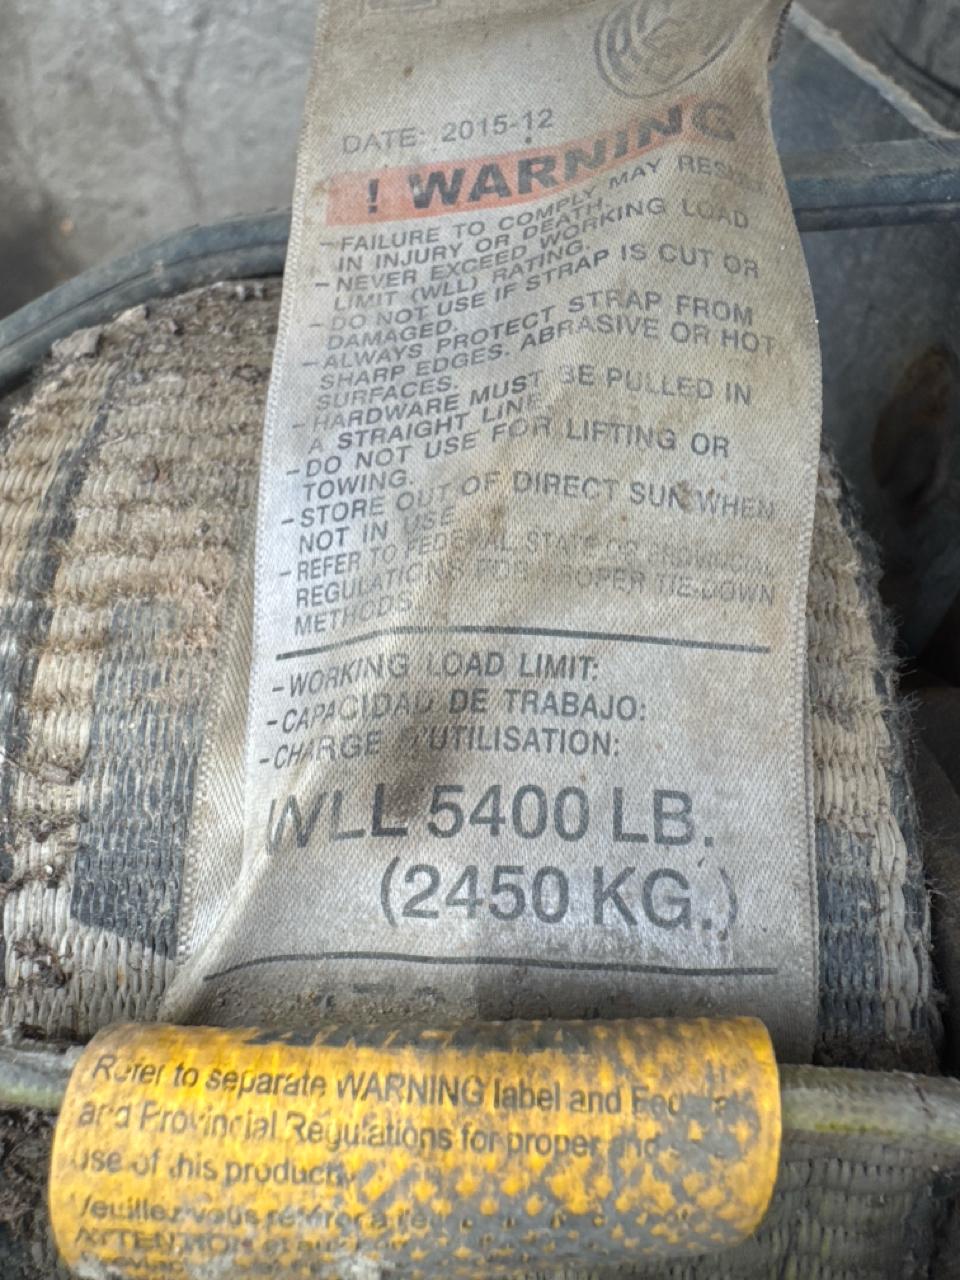 DATE: 2015-12
! WARNING
-FAILURE TO COMPLY MAY RESULT
IN INJURY OR DEATH.
-NEVER EXCEED WORKING LOAD
LIMIT (WLL) RATING.
-DO NOT USE IF STRAP IS CUT OR
DAMAGED.
-ALWAYS PROTECT STRAP FROM
SHARP EDGES. ABRASIVE OR HOT
SURFACES.
-HARDWARE MUST BE PULLED IN
A STRAIGHT LINE
-DO NOT USE FOR LIFTING OR
TOWING.
-STORE OUT OF DIRECT SUN WHEN
NOT IN USE
-REFER TO FEDERAL STATE OR PROVINCIAL
REGULATIONS FOR PROPER TIE-DOWN
METHODS
-WORKING LOAD LIMIT:
-CAPACIDAD DE TRABAJO:
-CHARGE D'UTILISATION:
WLL 5400 LB.
(2450 KG.)
Refer to separate WARNING label and Federal
and Provincial Regulations for proper and
use of this product.
Veuillez vous
ATTENTION